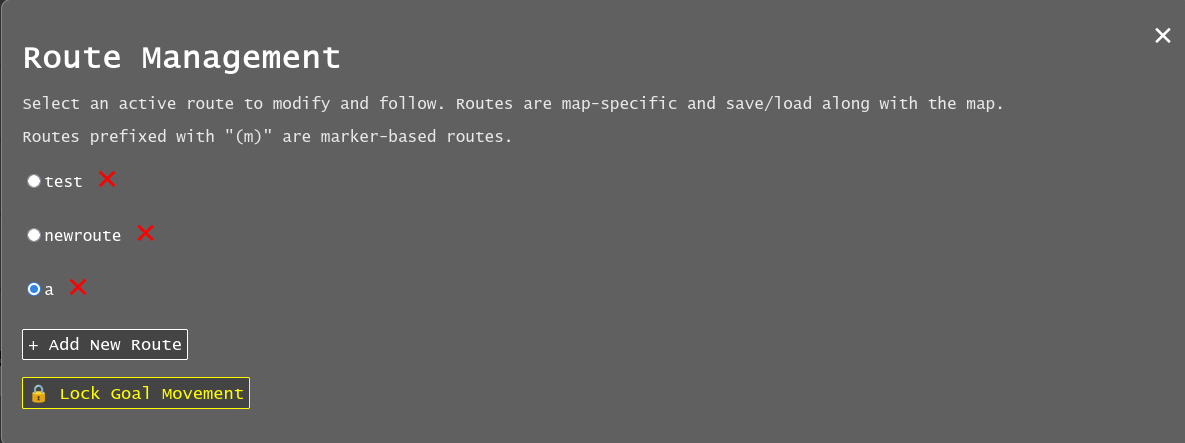 Route Management
Select an active route to modify and follow. Routes are map-specific and save/load along with the map.
Routes prefixed with "(m)" are marker-based routes.
test
newroute
a
+ Add New Route
🔒 Lock Goal Movement